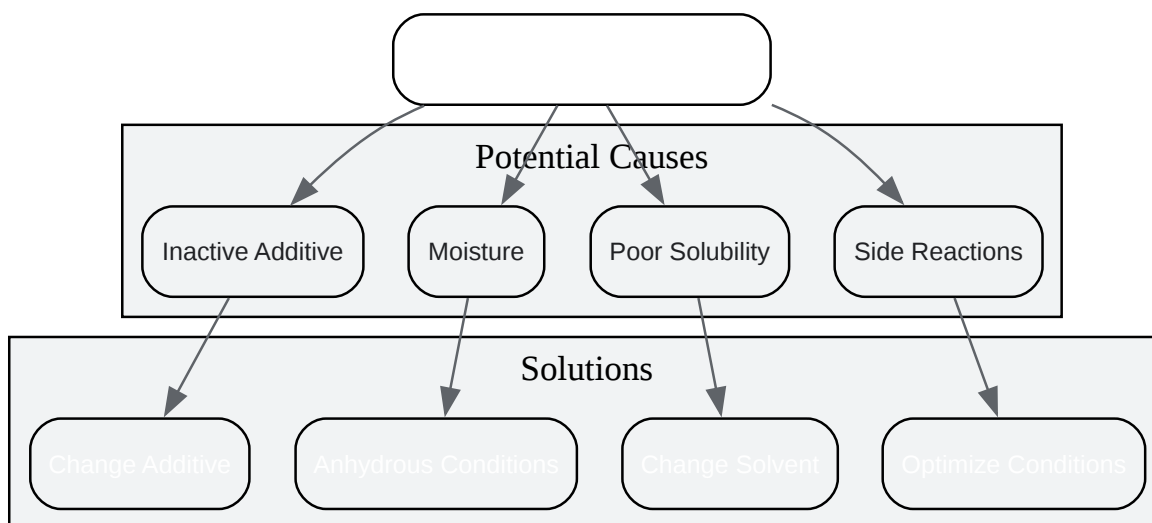 Potential Causes
Inactive Additive
Moisture
Poor Solubility
Side Reactions
Solutions
Change Additive
Anhydrous Conditions
Change Solvent
Optimize Conditions